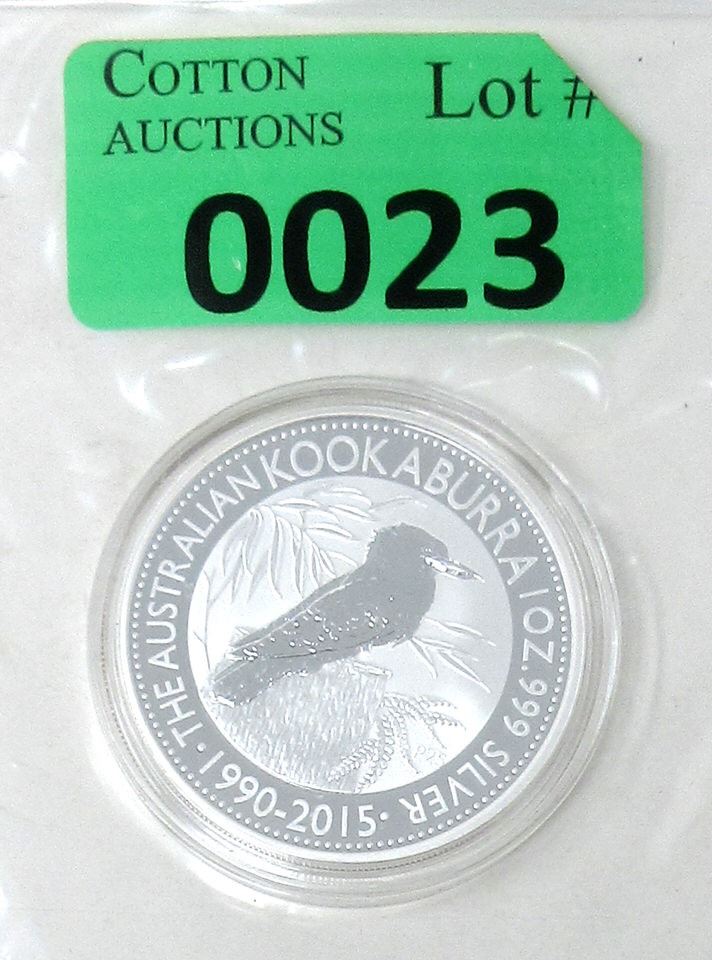 COTTON
AUCTIONS
Lot #
0023
THE AUSTRALIAN KOOKABURRA 1 OZ. 999 SILVER
· 1990-2015 ·